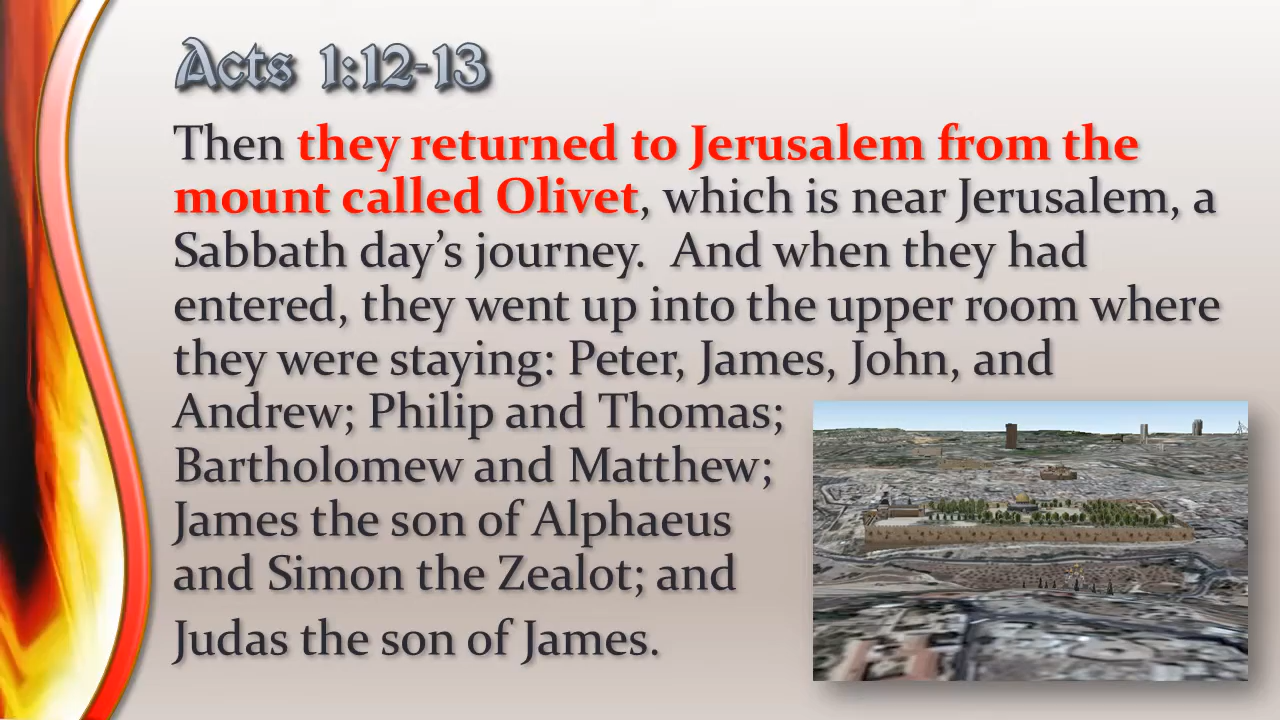 Acts 1:12-13
Then they returned to Jerusalem from the
mount called Olivet, which is near Jerusalem, a
Sabbath day’s journey.  And when they had
entered, they went up into the upper room where
they were staying: Peter, James, John, and
Andrew; Philip and Thomas;
Bartholomew and Matthew;
James the son of Alphaeus
and Simon the Zealot; and
Judas the son of James.